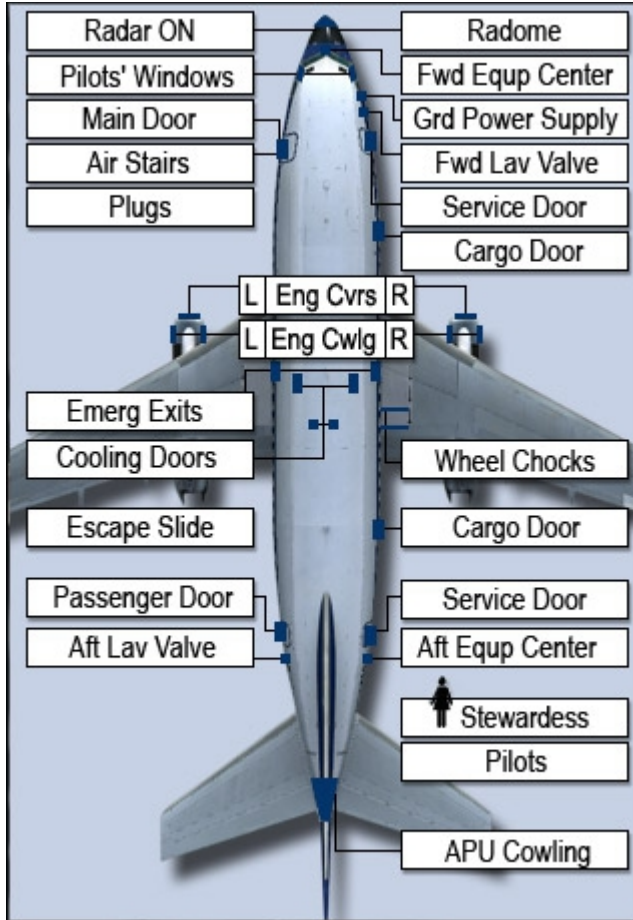 Radar ON
Radome
Pilots' Windows
Fwd Equp Center
Main Door
Grd Power Supply
Air Stairs
Fwd Lav Valve
Plugs
Service Door
Cargo Door
L Eng Cvrs R
L Eng Cwlg R
Emerg Exits
Cooling Doors
Wheel Chocks
Escape Slide
Cargo Door
Passenger Door
Service Door
Aft Lav Valve
Aft Equp Center
Stewardess
Pilots
APU Cowling